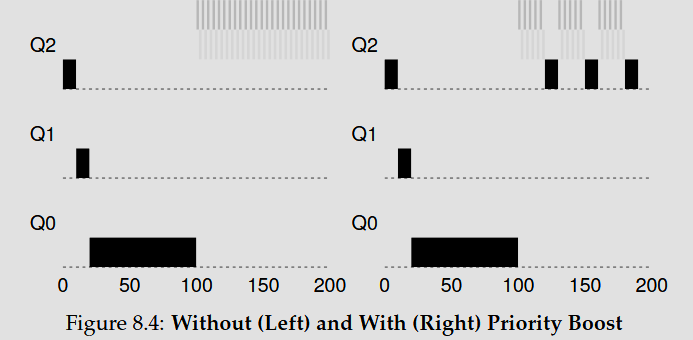 Q2 Q2
Q1 Q1
Q0 Q0
0 50 100 150 200 0 50 100 150 200
Figure 8.4: Without (Left) and With (Right) Priority Boost